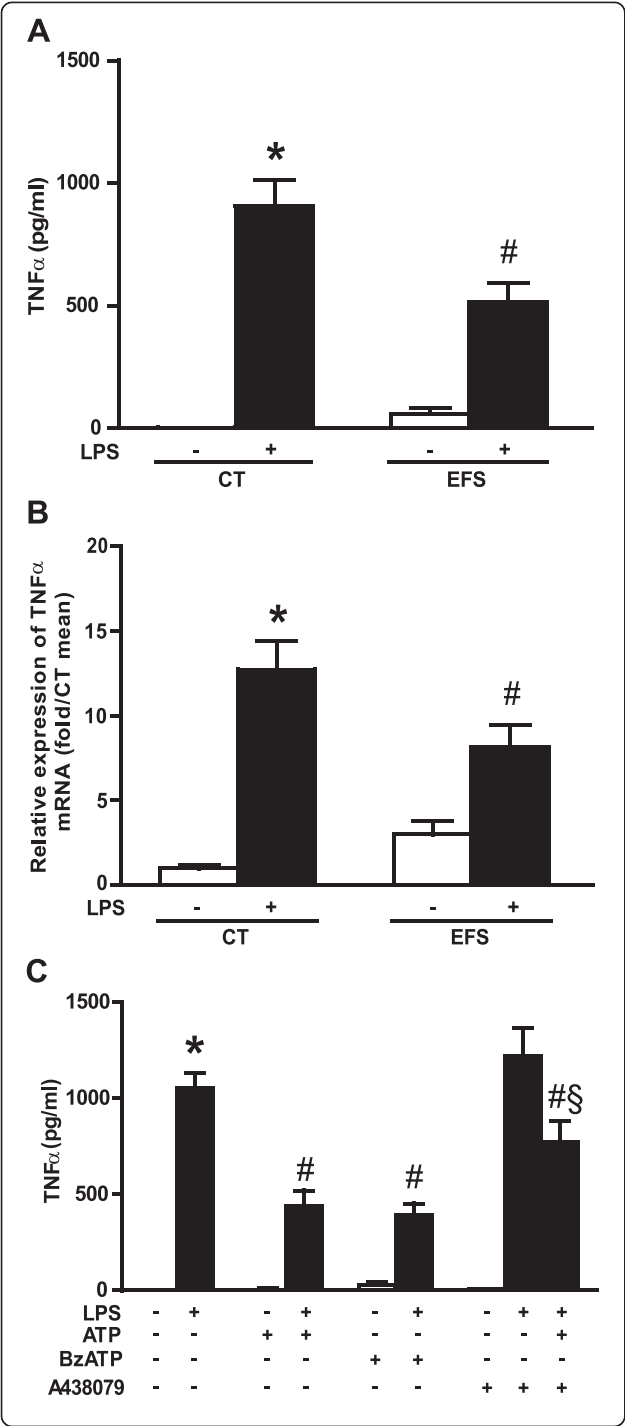 A
1500
1000
500
0
TNFα (pg/ml)
*
#
LPS - + - +
CT EFS
B
20
15
10
5
0
Relative expression of TNFα
mRNA (fold/CT mean)
*
#
LPS - + - +
CT EFS
C
1500
1000
500
0
TNFα (pg/ml)
*
#
#
#§
LPS - + - + - + - + +
ATP - - + + - - - - +
BzATP - - - - + + - - -
A438079 - - - - - - + + +